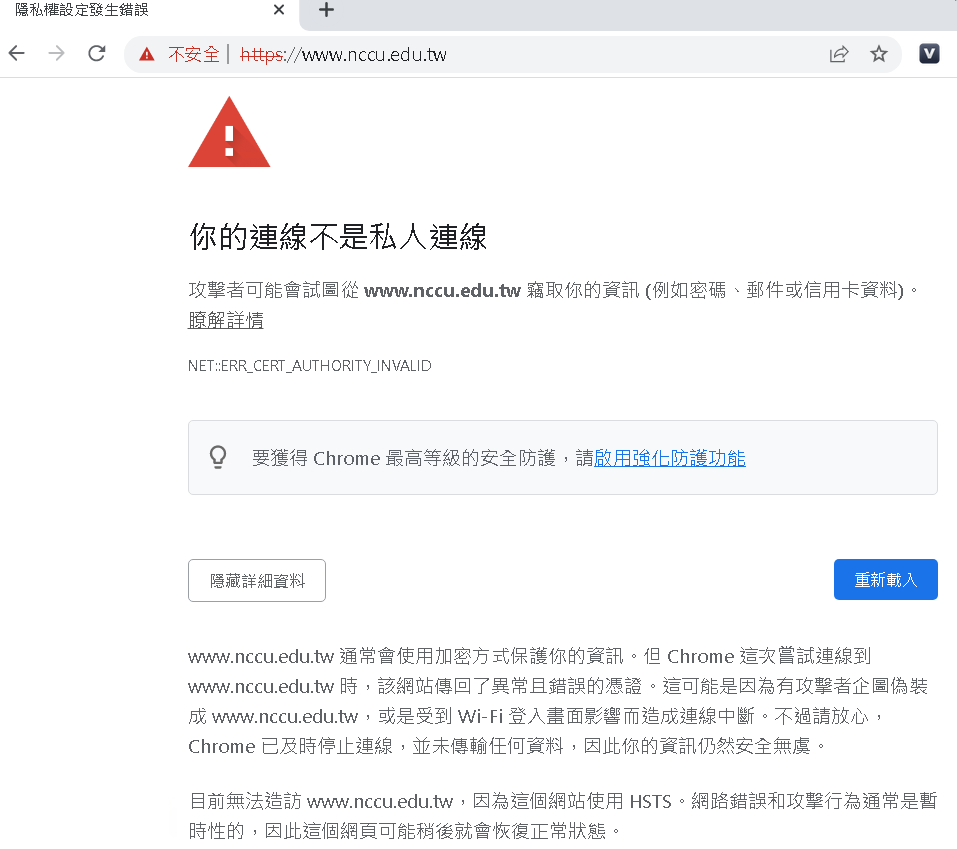 隱私權設定發生錯誤
不安全 | https://www.nccu.edu.tw
你的連線不是私人連線
攻擊者可能會試圖從 www.nccu.edu.tw 竊取你的資訊 (例如密碼、郵件或信用卡資料)。
瞭解詳情
NET::ERR_CERT_AUTHORITY_INVALID
要獲得 Chrome 最高等級的安全防護，請啟用強化防護功能
隱藏詳細資料
重新載入
www.nccu.edu.tw 通常會使用加密方式保護你的資訊。但 Chrome 這次嘗試連線到
www.nccu.edu.tw 時，該網站傳回了異常且錯誤的憑證。這可能是因為有攻擊者企圖偽裝
成 www.nccu.edu.tw，或是受到 Wi-Fi 登入畫面影響而造成連線中斷。不過請放心，
Chrome 已及時停止連線，並未傳輸任何資料，因此你的資訊仍然安全無虞。
目前無法造訪 www.nccu.edu.tw，因為這個網站使用 HSTS。網路錯誤和攻擊行為通常是暫
時性的，因此這個網頁可能稍後就會恢復正常狀態。